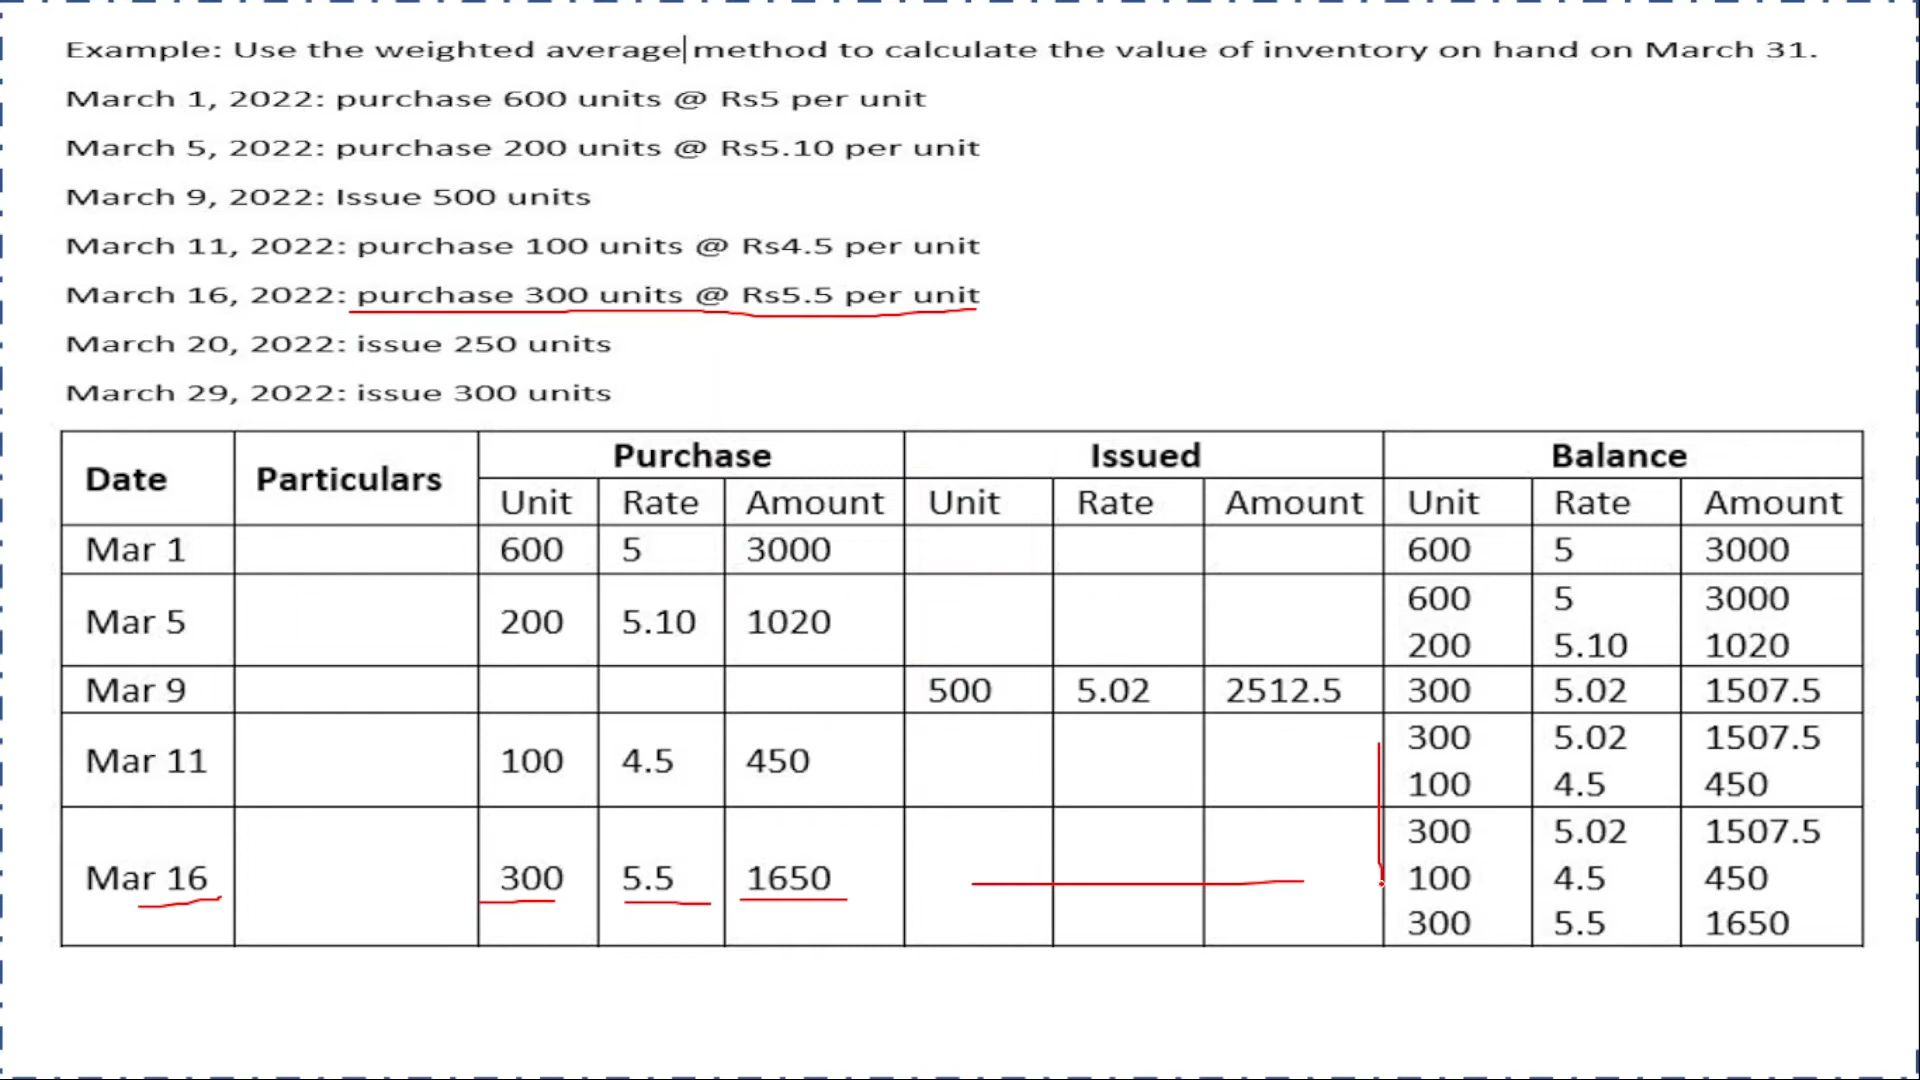 Example: Use the weighted average method to calculate the value of inventory on hand on March 31.
March 1, 2022: purchase 600 units @ Rs5 per unit
March 5, 2022: purchase 200 units @ Rs5.10 per unit
March 9, 2022: Issue 500 units
March 11, 2022: purchase 100 units @ Rs4.5 per unit
March 16, 2022: purchase 300 units @ Rs5.5 per unit
March 20, 2022: issue 250 units
March 29, 2022: issue 300 units
Date Particulars Purchase Issued Balance
Unit Rate Amount Unit Rate Amount Unit Rate Amount
Mar 1 600 5 3000 600 5 3000
Mar 5 200 5.10 1020 600 5 3000
200 5.10 1020
Mar 9 500 5.02 2512.5 300 5.02 1507.5
Mar 11 100 4.5 450 300 5.02 1507.5
100 4.5 450
Mar 16 300 5.5 1650 300 5.02 1507.5
100 4.5 450
300 5.5 1650